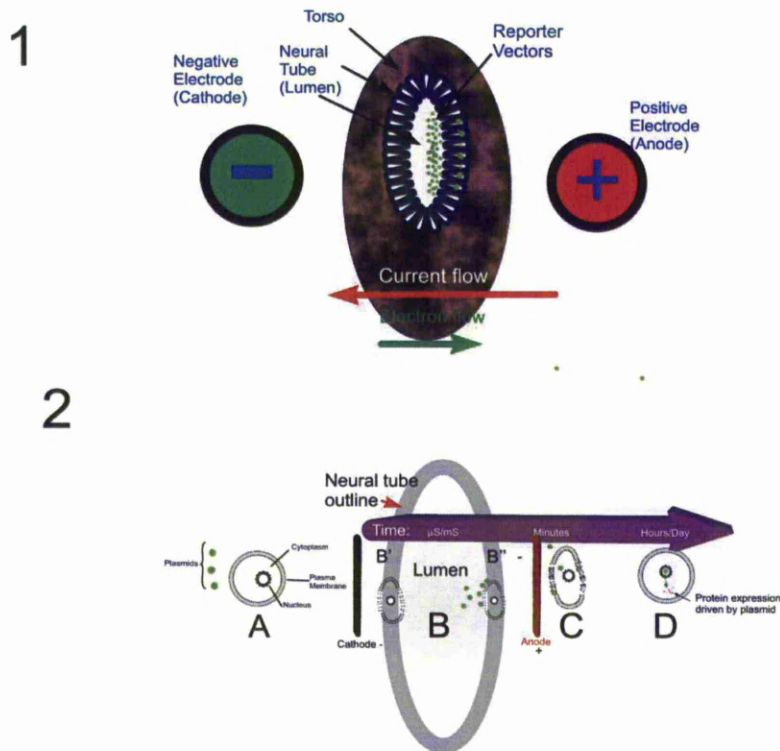 1
Torso
Neural
Tube
(Lumen)
Reporter
Vectors
Negative
Electrode
(Cathode)
Positive
Electrode
(Anode)
−
+
Current flow
Electron flow
2
Neural tube
outline
Time:
µS/mS
Minutes
Hours/Day
Plasmids
Cytoplasm
Plasma
Membrane
Nucleus
A
B'
Lumen
B
B"
-
Cathode -
Anode
+
C
D
Protein expression
driven by plasmid